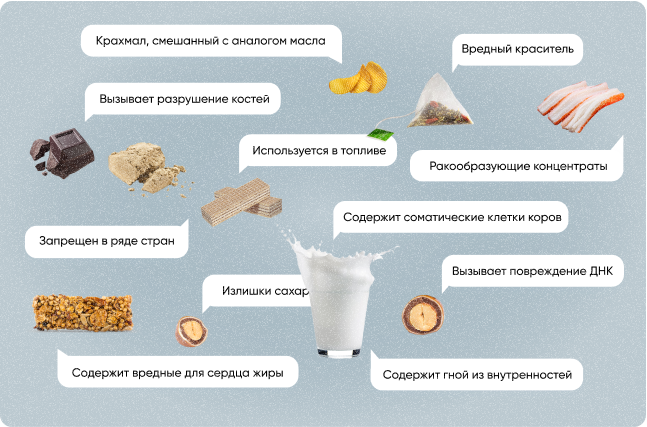 Крахмал, смешанный с аналогом масла
Вредный краситель
Вызывает разрушение костей
Используется в топливе
Ракообразующие концентраты
Содержит соматические клетки коров
Запрещен в ряде стран
Вызывает повреждение ДНК
Излишки сахар
Содержит вредные для сердца жиры
Содержит гной из внутренностей